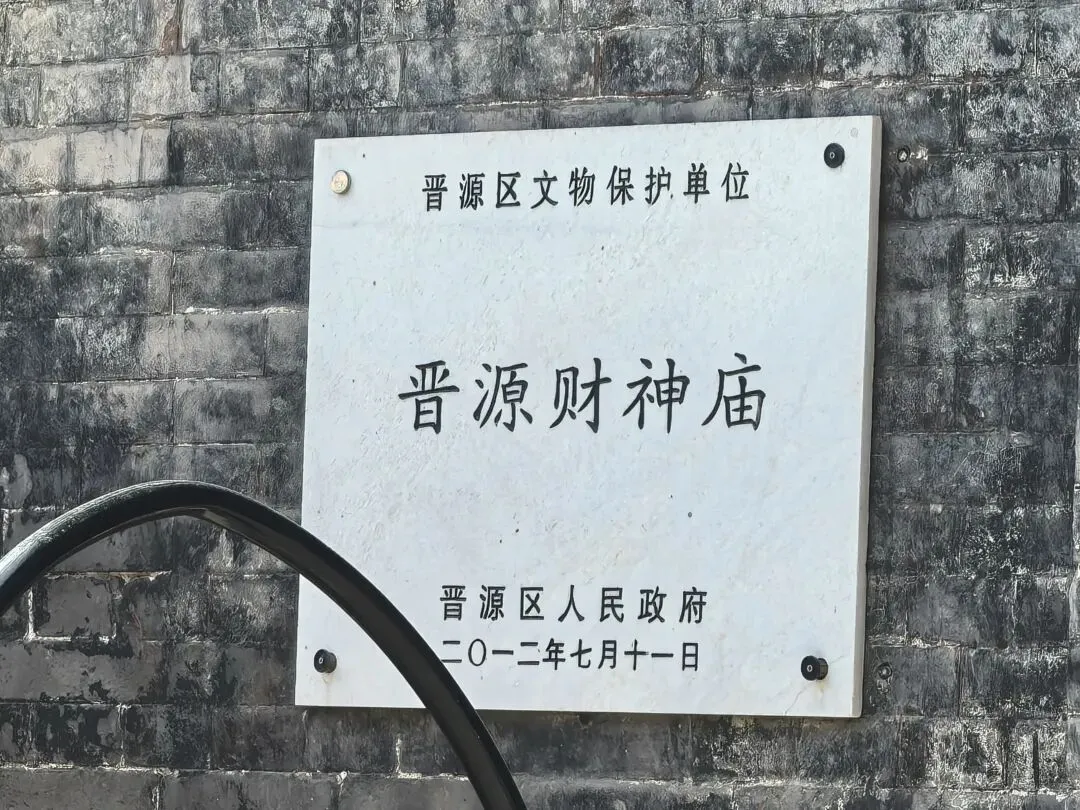 晋源区文物保护单位
晋源财神庙
晋源区人民政府
二〇一二年七月十一日